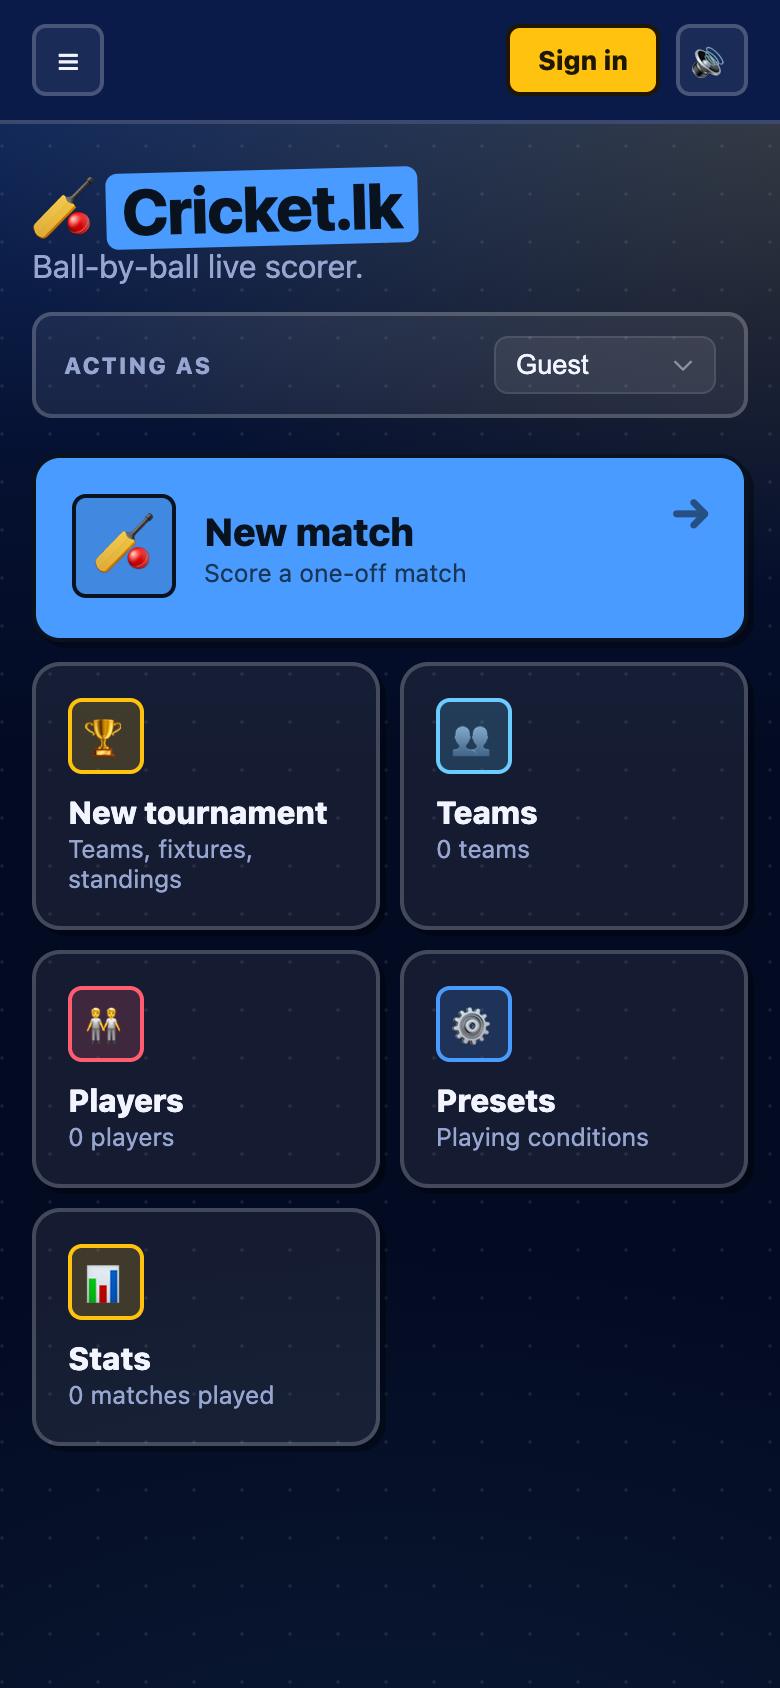 Sign in
Cricket.lk
Ball-by-ball live scorer.
ACTING AS
Guest
New match
Score a one-off match
New tournament
Teams, fixtures,
standings
Teams
0 teams
Players
0 players
Presets
Playing conditions
Stats
0 matches played